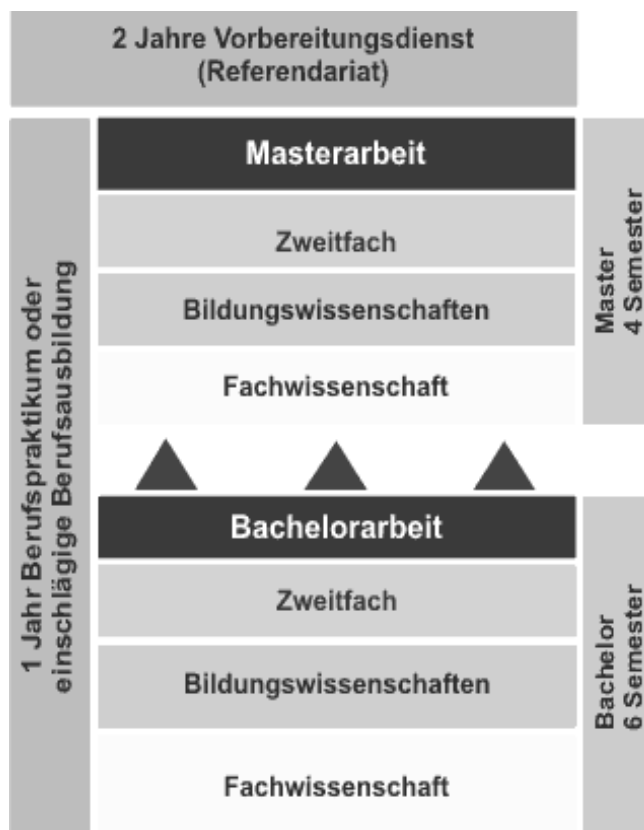 2 Jahre Vorbereitungsdienst
(Referendariat)
1 Jahr Berufspraktikum oder
einschlägige Berufsausbildung
Masterarbeit
Zweitfach
Bildungswissenschaften
Fachwissenschaft
Master
4 Semester
Bachelorarbeit
Zweitfach
Bildungswissenschaften
Fachwissenschaft
Bachelor
6 Semester